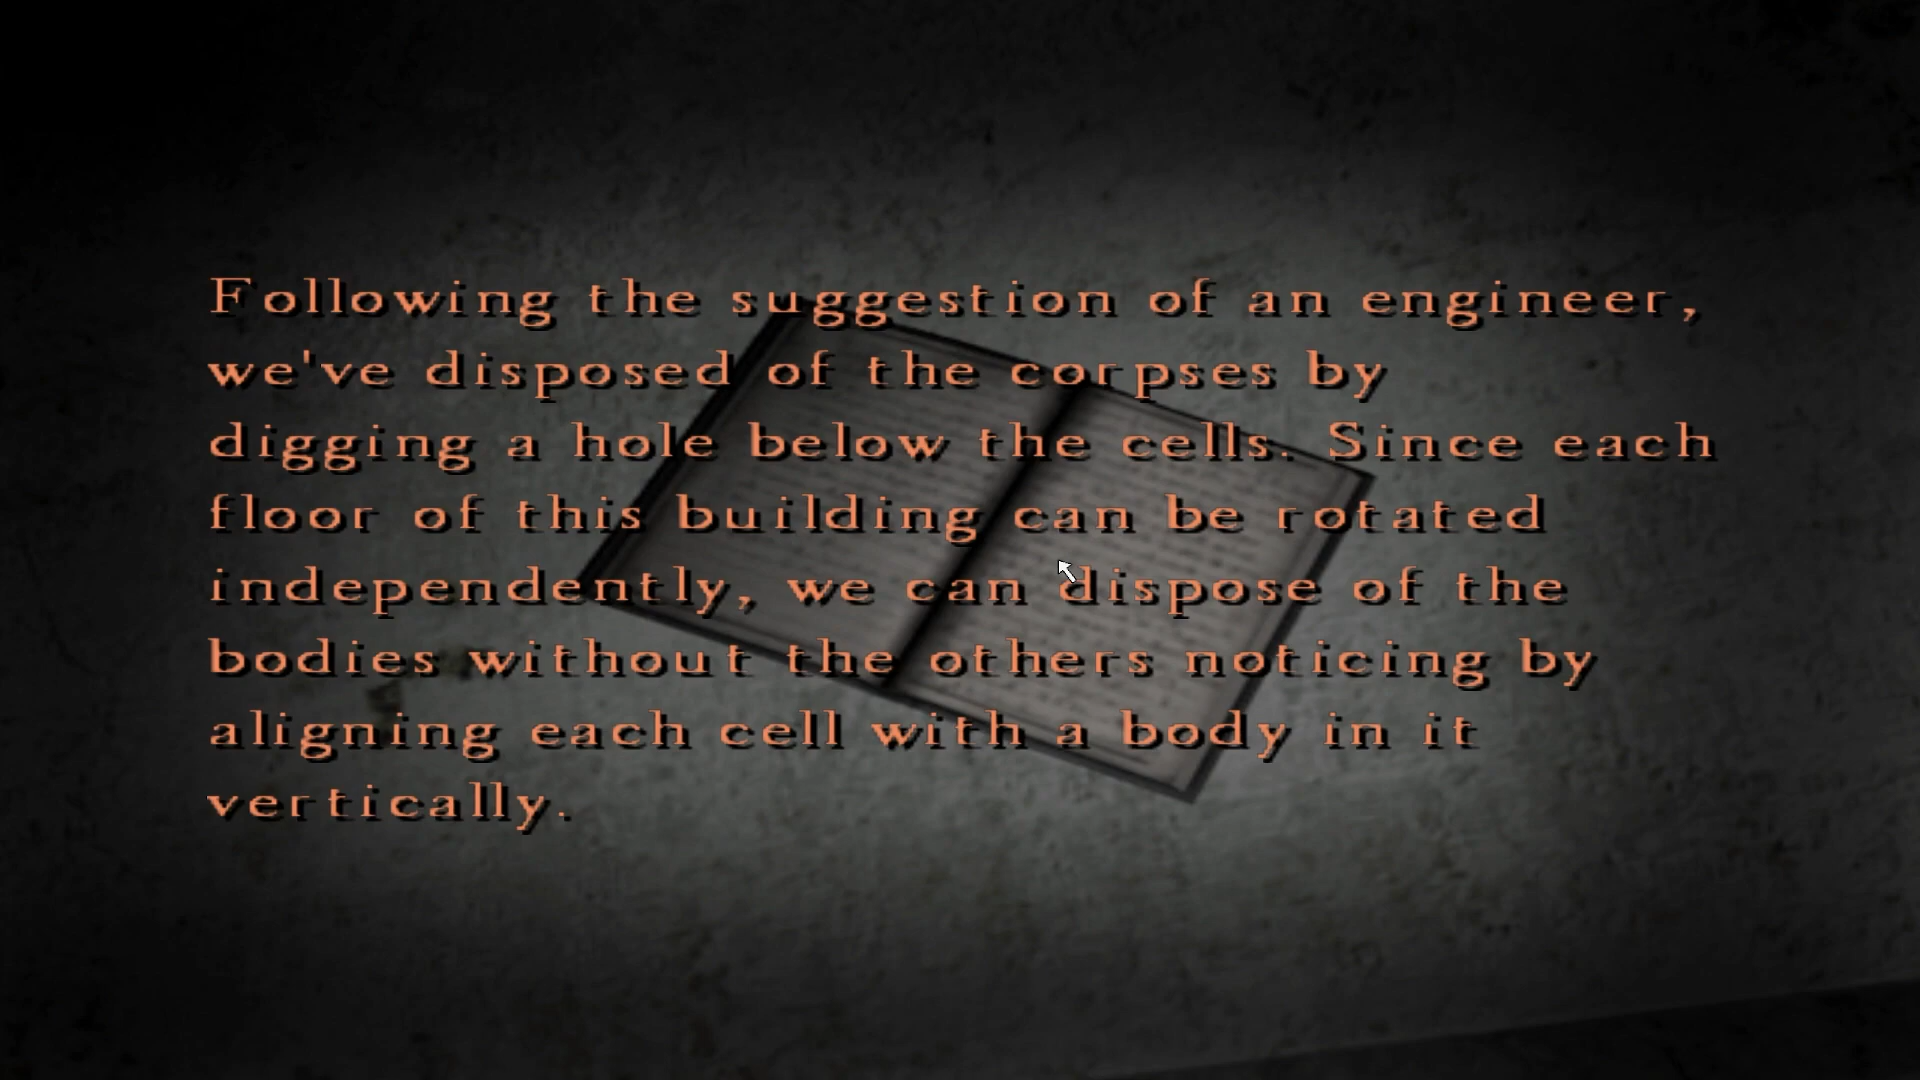 Following the suggestion of an engineer,
we've disposed of the corpses by
digging a hole below the cells. Since each
floor of this building can be rotated
independently, we can dispose of the
bodies without the others noticing by
aligning each cell with a body in it
vertically.